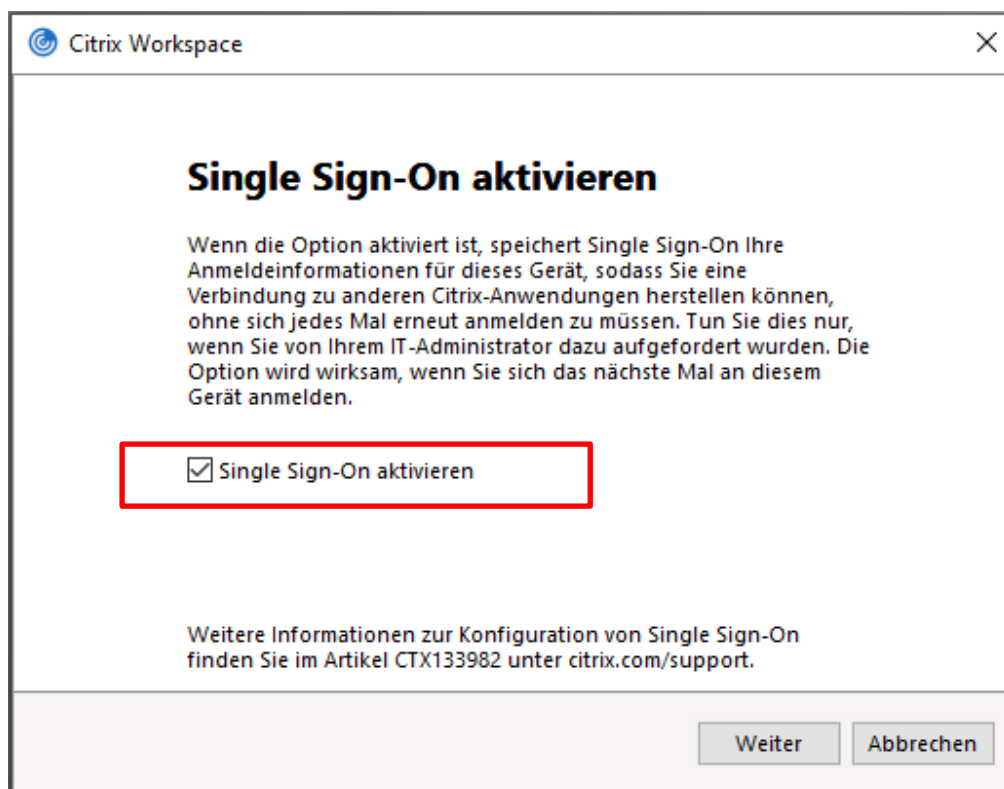 Citrix Workspace
Single Sign-On aktivieren
Wenn die Option aktiviert ist, speichert Single Sign-On Ihre
Anmeldeinformationen für dieses Gerät, sodass Sie eine
Verbindung zu anderen Citrix-Anwendungen herstellen können,
ohne sich jedes Mal erneut anmelden zu müssen. Tun Sie dies nur,
wenn Sie von Ihrem IT-Administrator dazu aufgefordert wurden. Die
Option wird wirksam, wenn Sie sich das nächste Mal an diesem
Gerät anmelden.
Single Sign-On aktivieren
Weitere Informationen zur Konfiguration von Single Sign-On
finden Sie im Artikel CTX133982 unter citrix.com/support.
Weiter Abbrechen